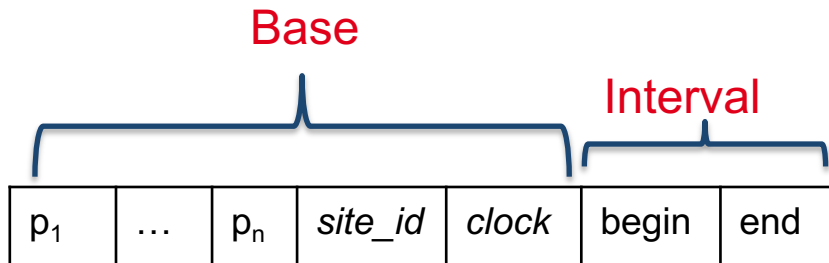 Base
Interval
p₁ … pₙ site_id clock begin end